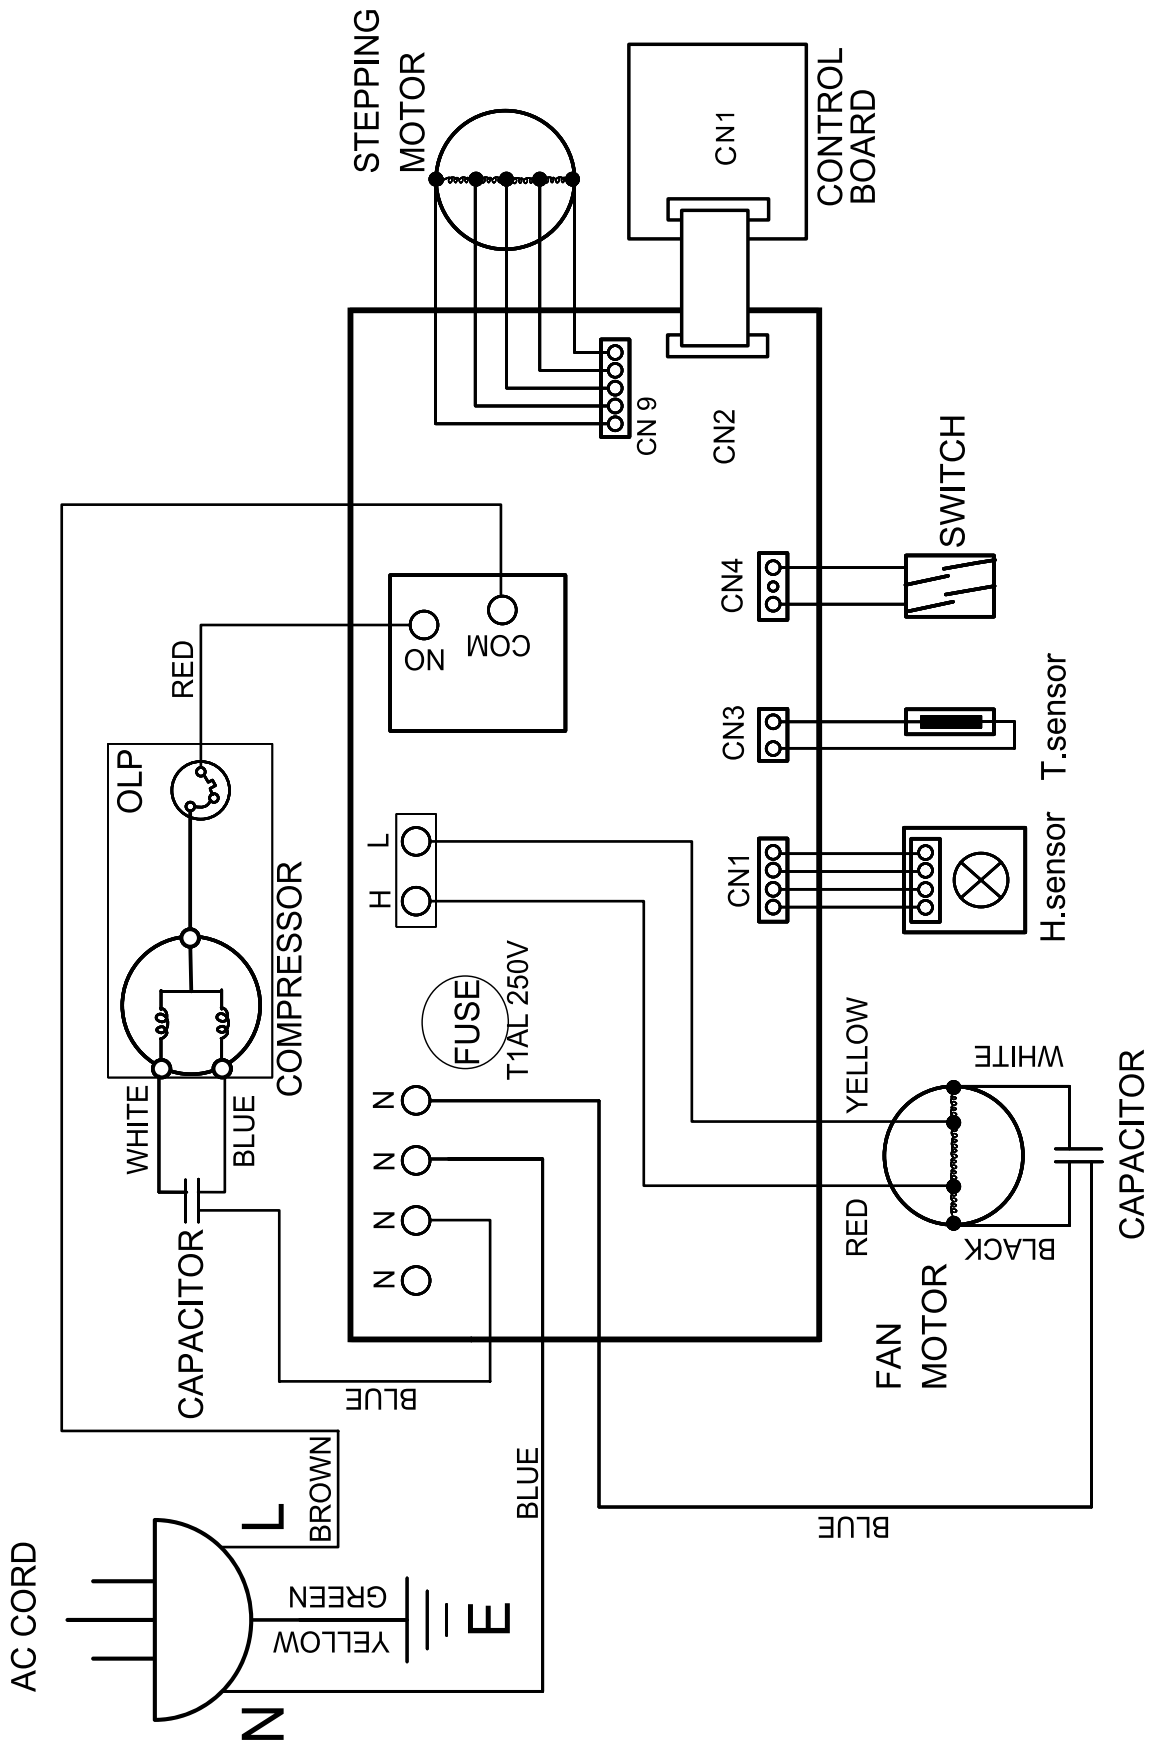 AC CORD
N
L
E
YELLOW
GREEN
BROWN
BLUE
CAPACITOR
WHITE
BLUE
BLUE
COMPRESSOR
OLP
RED
STEPPING
MOTOR
N
N
N
N
FUSE
T1AL 250V
H
L
NO
COM
CN 9
CN2
CN1
CONTROL
BOARD
CN1
CN3
CN4
H.sensor
T.sensor
SWITCH
FAN
MOTOR
RED
YELLOW
BLACK
WHITE
CAPACITOR
BLUE